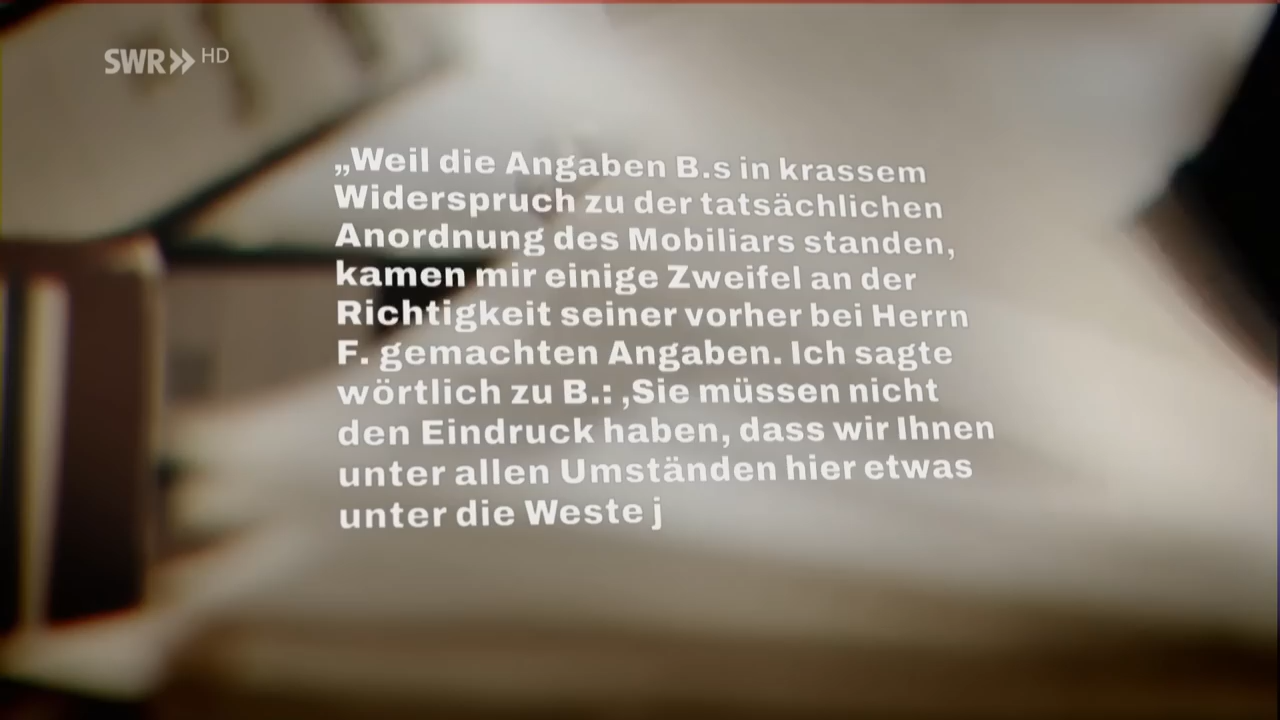 SWR>> HD
„Weil die Angaben B.s in krassem
Widerspruch zu der tatsächlichen
Anordnung des Mobiliars standen,
kamen mir einige Zweifel an der
Richtigkeit seiner vorher bei Herrn
F. gemachten Angaben. Ich sagte
wörtlich zu B.: ‚Sie müssen nicht
den Eindruck haben, dass wir Ihnen
unter allen Umständen hier etwas
unter die Weste j